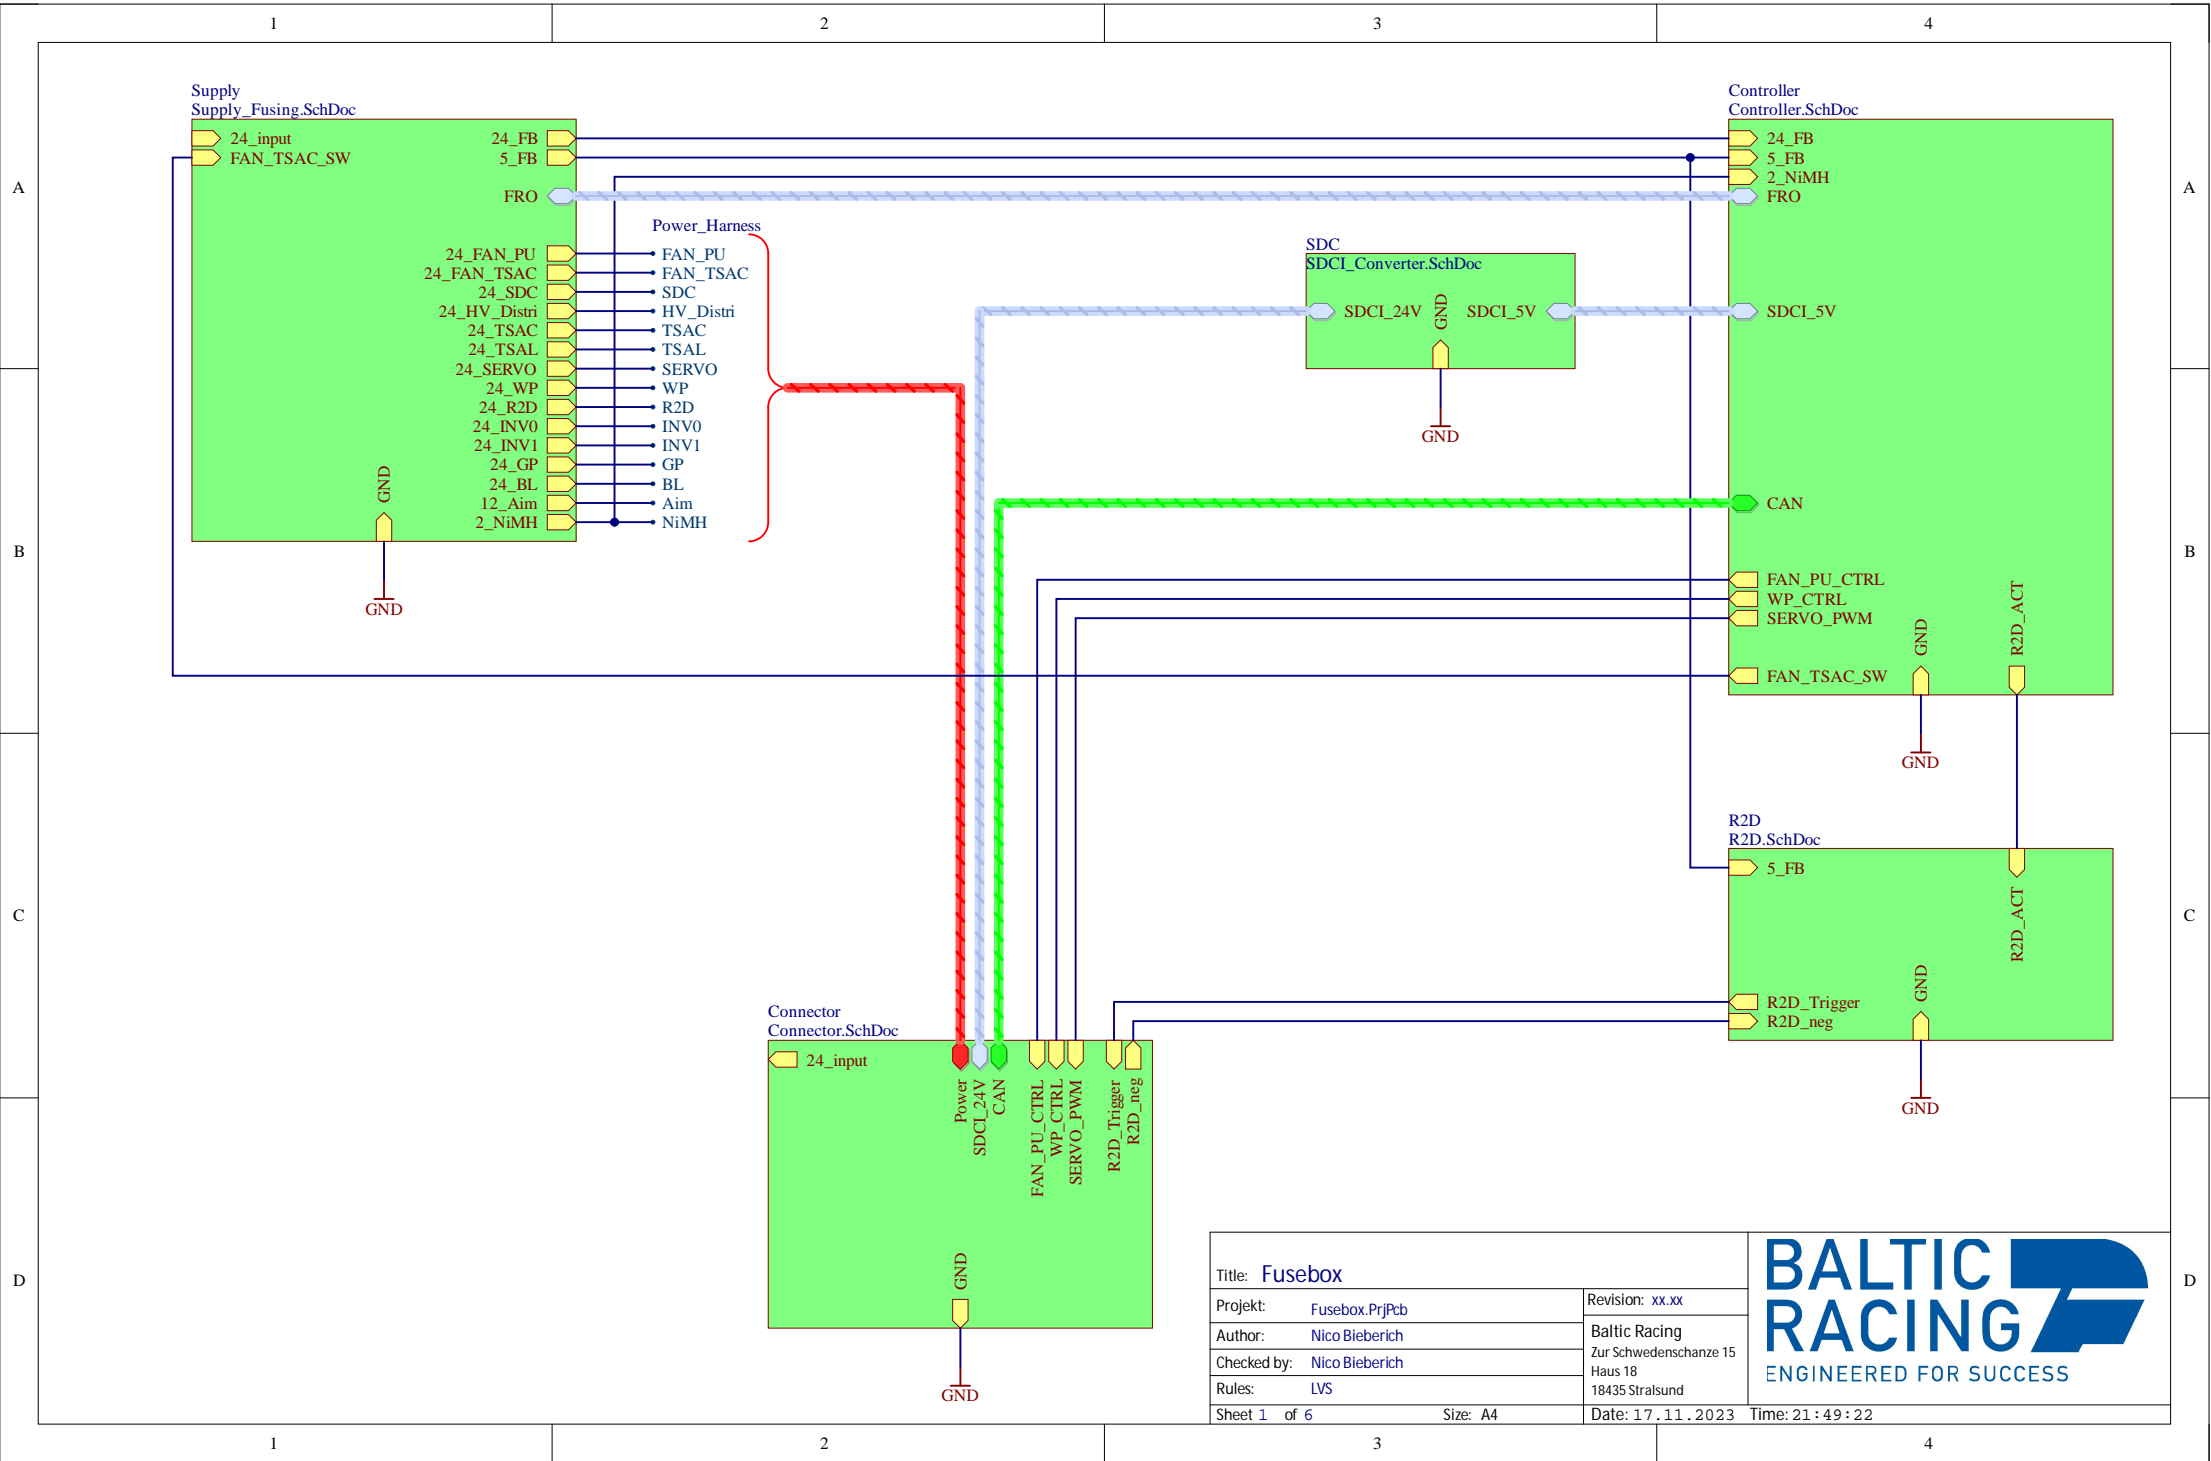 1 2 3 4
A
B
C
D
A
B
C
D
Supply
Supply_Fusing.SchDoc
24_input
FAN_TSAC_SW
24_FB
5_FB
FRO
24_FAN_PU
24_FAN_TSAC
24_SDC
24_HV_Distri
24_TSAC
24_TSAL
24_SERVO
24_WP
24_R2D
24_INV0
24_INV1
24_GP
24_BL
12_Aim
2_NiMH
GND
GND
Power_Harness
FAN_PU
FAN_TSAC
SDC
HV_Distri
TSAC
TSAL
SERVO
WP
R2D
INV0
INV1
GP
BL
Aim
NiMH
SDC
SDCI_Converter.SchDoc
SDCI_24V
GND
SDCI_5V
GND
Controller
Controller.SchDoc
24_FB
5_FB
2_NiMH
FRO
SDCI_5V
CAN
FAN_PU_CTRL
WP_CTRL
SERVO_PWM
FAN_TSAC_SW
GND
R2D_ACT
GND
R2D
R2D.SchDoc
5_FB
R2D_ACT
R2D_Trigger
R2D_neg
GND
GND
Connector
Connector.SchDoc
24_input
Power
SDCI_24V
CAN
FAN_PU_CTRL
WP_CTRL
SERVO_PWM
R2D_Trigger
R2D_neg
GND
GND
Title: Fusebox
Projekt: Fusebox.PrjPcb
Author: Nico Bieberich
Checked by: Nico Bieberich
Rules: LVS
Sheet 1 of 6 Size: A4
Revision: xx.xx
Baltic Racing
Zur Schwedenschanze 15
Haus 18
18435 Stralsund
Date: 17.11.2023 Time: 21:49:22
BALTIC
RACING
ENGINEERED FOR SUCCESS
1 2 3 4